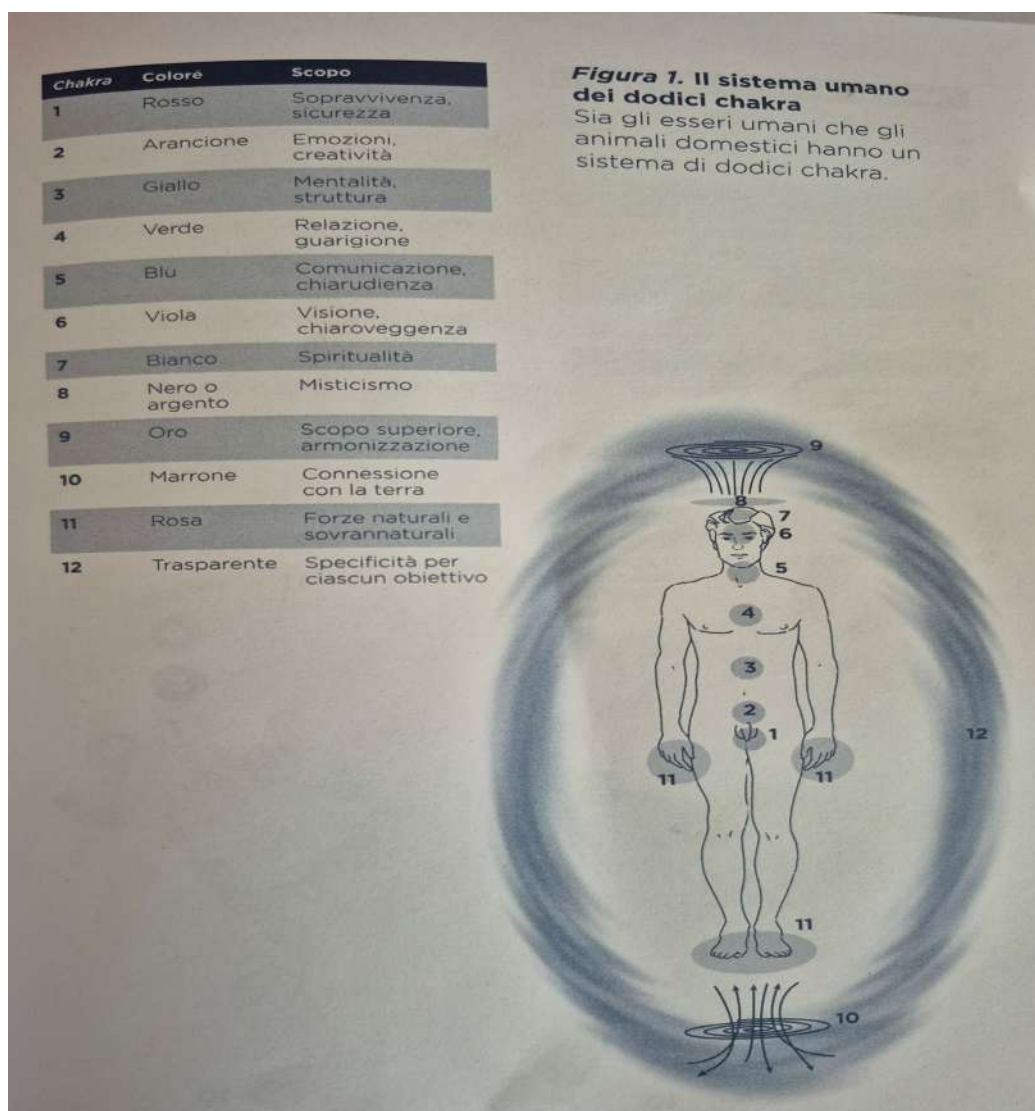 Chakra Colore Scopo
1 Rosso Sopravvivenza,
sicurezza
2 Arancione Emozioni,
creatività
3 Giallo Mentalità,
struttura
4 Verde Relazione,
guarigione
5 Blu Comunicazione,
chiarudienza
6 Viola Visione,
chiaroveggenza
7 Bianco Spiritualità
8 Nero o Misticismo
argento
9 Oro Scopo superiore,
armonizzazione
10 Marrone Connessione
con la terra
11 Rosa Forze naturali e
sovrannaturali
12 Trasparente Specificità per
ciascun obiettivo
Figura 1. Il sistema umano
dei dodici chakra
Sia gli esseri umani che gli
animali domestici hanno un
sistema di dodici chakra.
9
8
7
6
5
4
3
2
1
12
11 11
11
10